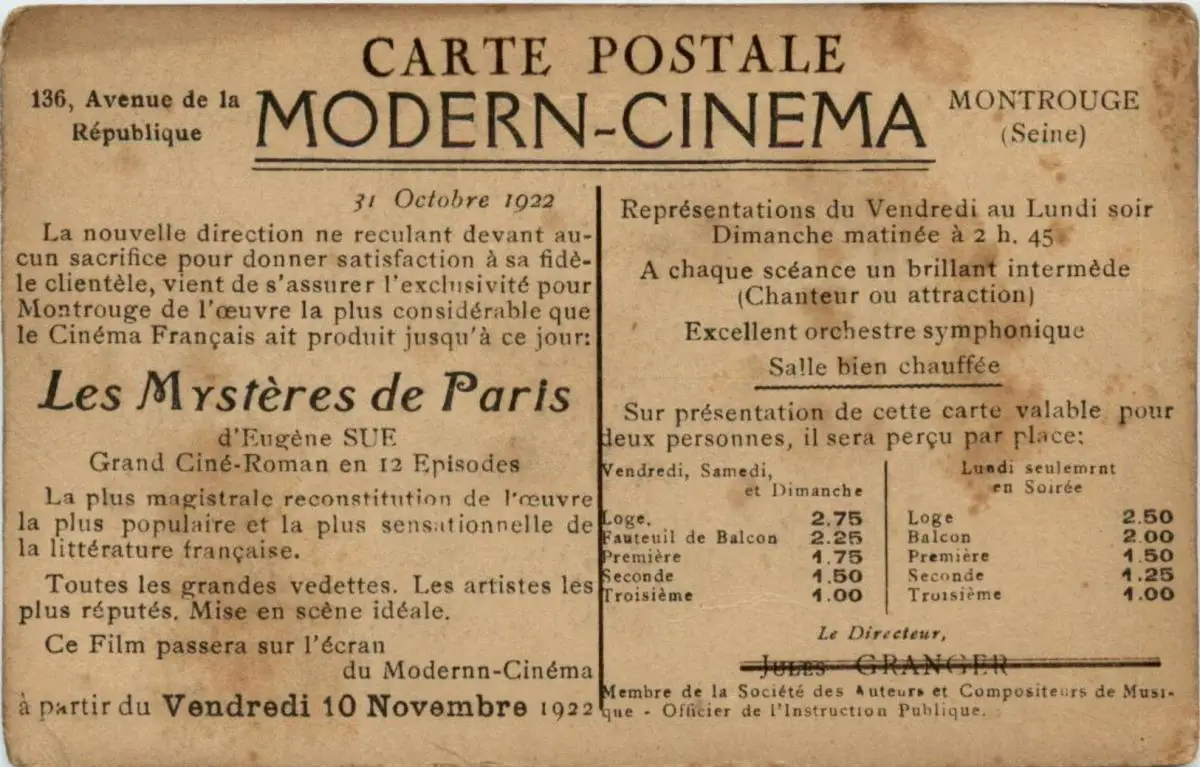 CARTE POSTALE
136, Avenue de la
République
MODERN-CINEMA
MONTROUGE
(Seine)
31 Octobre 1922
La nouvelle direction ne reculant devant au-
cun sacrifice pour donner satisfaction à sa fidè-
le clientèle, vient de s'assurer l'exclusivité pour
Montrouge de l'œuvre la plus considérable que
le Cinéma Français ait produit jusqu'à ce jour:
Les Mystères de Paris
d'Eugène SUE
Grand Ciné-Roman en 12 Episodes
La plus magistrale reconstitution de l'œuvre
la plus populaire et la plus sensationnelle de
la littérature française.
Toutes les grandes vedettes. Les artistes les
plus réputés. Mise en scène idéale.
Ce Film passera sur l'écran
du Modernn-Cinéma
à partir du Vendredi 10 Novembre 1922
Représentations du Vendredi au Lundi soir
Dimanche matinée à 2 h. 45
A chaque scéance un brillant intermède
(Chanteur ou attraction)
Excellent orchestre symphonique
Salle bien chauffée
Sur présentation de cette carte valable pour
deux personnes, il sera perçu par place:
Vendredi, Samedi,
et Dimanche
Loge. 2.75
Fauteuil de Balcon 2.25
Première 1.75
Seconde 1.50
Troisième 1.00
Lundi seulemrnt
en Soirée
Loge 2.50
Balcon 2.00
Première 1.50
Seconde 1.25
Troisième 1.00
Le Directeur,
Jules GRANGER
Membre de la Société des Auteurs et Compositeurs de Musi-
que - Officier de l'Instruction Publique.